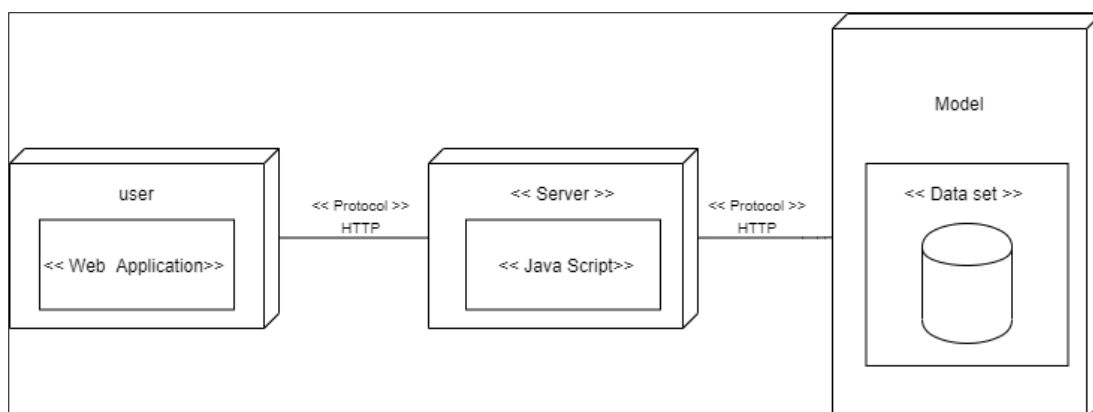 Model
user
<< Protocol >>
HTTP
<< Server >>
<< Protocol >>
HTTP
<< Data set >>
<< Web  Application>>
<< Java Script>>